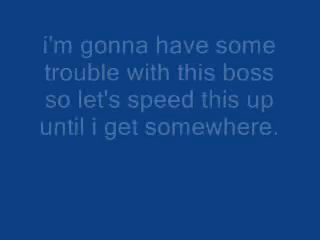 i'm gonna have some
trouble with this boss
so let's speed this up
until i get somewhere.